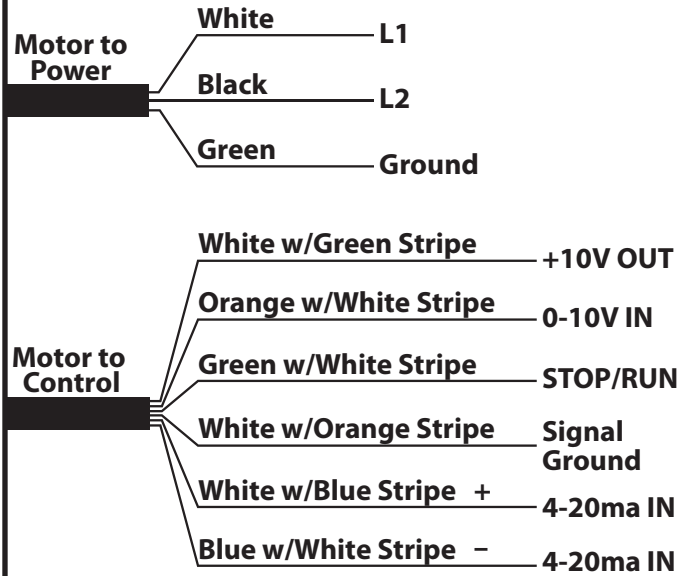 Motor to
Power
White
L1
Black
L2
Green
Ground
Motor to
Control
White w/Green Stripe
+10V OUT
Orange w/White Stripe
0-10V IN
Green w/White Stripe
STOP/RUN
White w/Orange Stripe
Signal
Ground
White w/Blue Stripe +
4-20ma IN
Blue w/White Stripe –
4-20ma IN